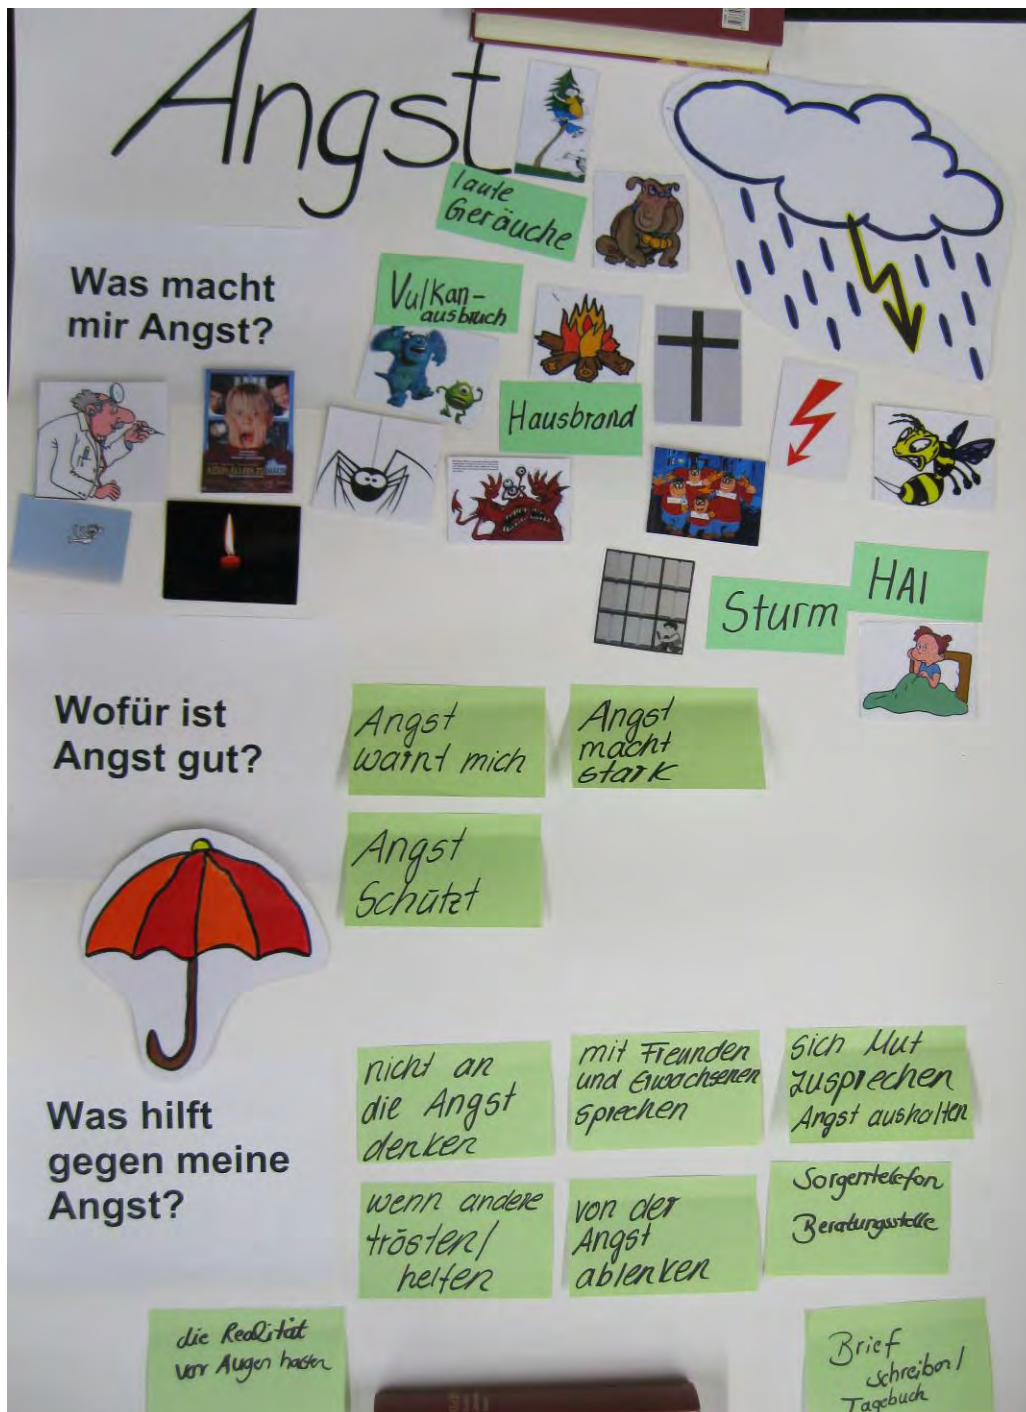 Angst
laute
Geräuche
Was macht
mir Angst?
Vulkan-
ausbruch
Hausbrand
Sturm
HAI
Wofür ist
Angst gut?
Angst
warnt mich
Angst
macht
stark
Angst
Schützt
Was hilft
gegen meine
Angst?
nicht an
die Angst
denken
mit Freunden
und Erwachsenen
sprechen
sich Mut
zusprechen
Angst aushalten
wenn andere
trösten/
helfen
von der
Angst
ablenken
Sorgentelefon
Beratungsstelle
die Realität
vor Augen halten
Brief
schreiben/
Tagebuch